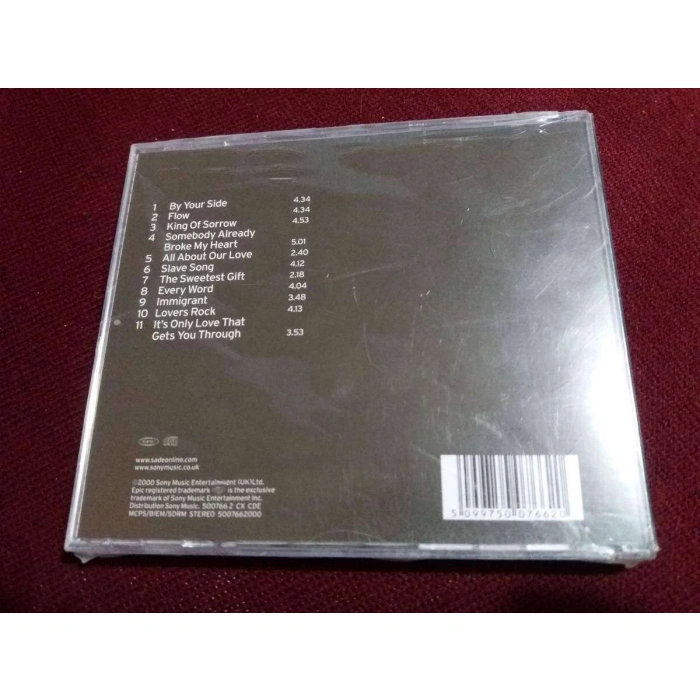 1 By Your Side 4.34
2 Flow 4.34
3 King Of Sorrow 4.53
4 Somebody Already
Broke My Heart 5.01
5 All About Our Love 2.40
6 Slave Song 4.12
7 The Sweetest Gift 2.18
8 Every Word 4.04
9 Immigrant 3.48
10 Lovers Rock 4.13
11 It's Only Love That
Gets You Through 3.53
www.sadeonline.com
www.sonymusic.co.uk
©2000 Sony Music Entertainment (UK) Ltd.
Epic registered trademark is the exclusive
trademark of Sony Music Entertainment Inc.
Distribution Sony Music. 500766 2 CX CDE
MCPS/BIEM/SDRM STEREO 5007662000
5 099750 07662